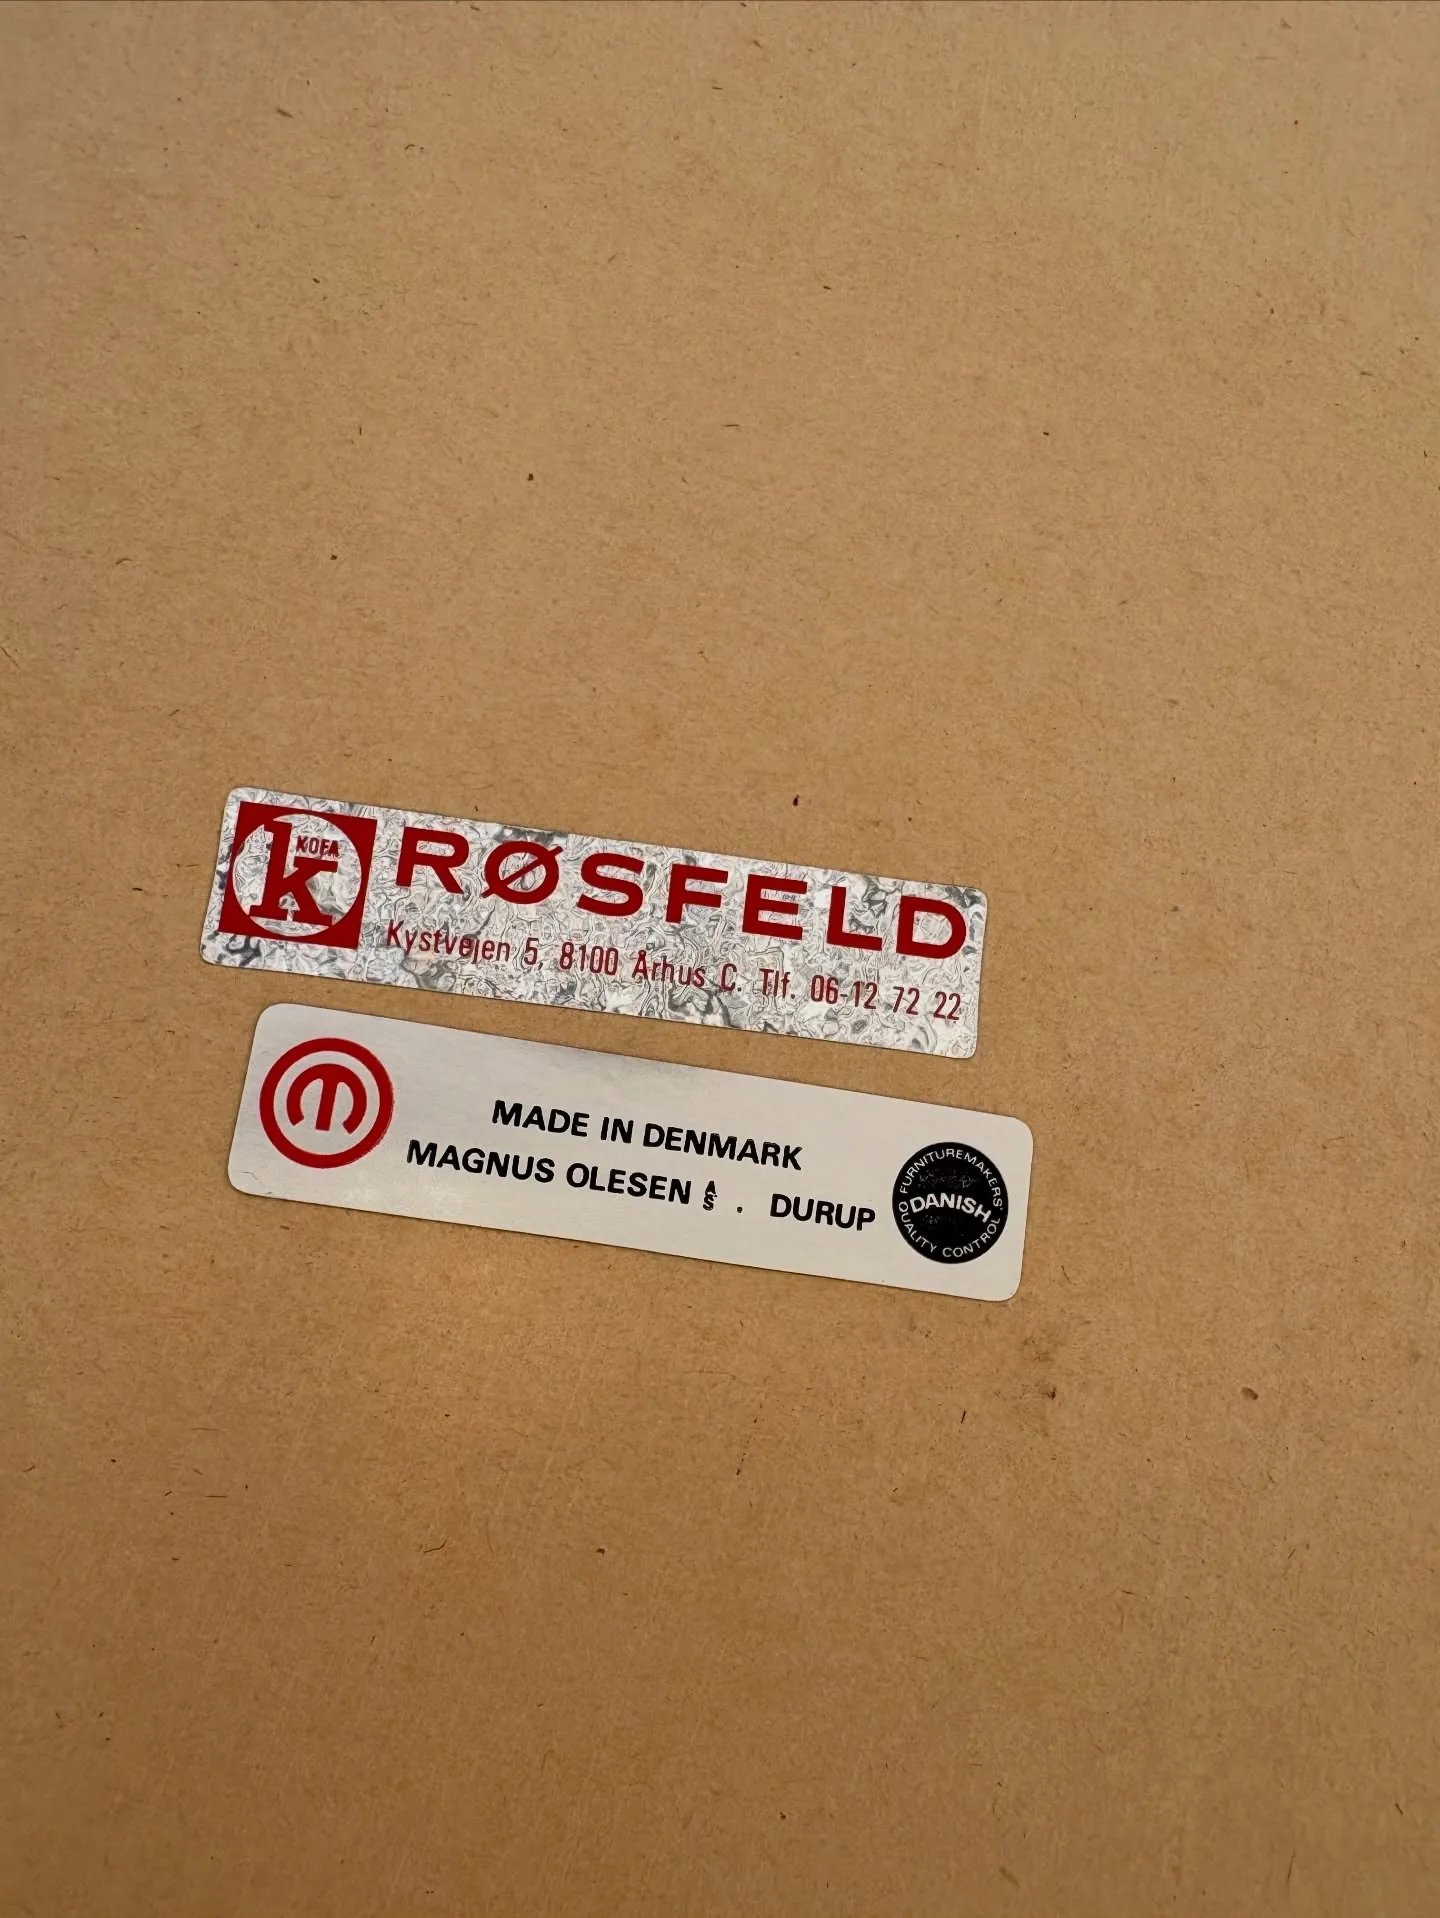 k KOFA RØSFELD
Kystvejen 5, 8100 Århus C. Tlf. 06-12 72 22
m
MADE IN DENMARK
MAGNUS OLESEN A/S . DURUP
FURNITUREMAKERS'
DANISH
QUALITY CONTROL